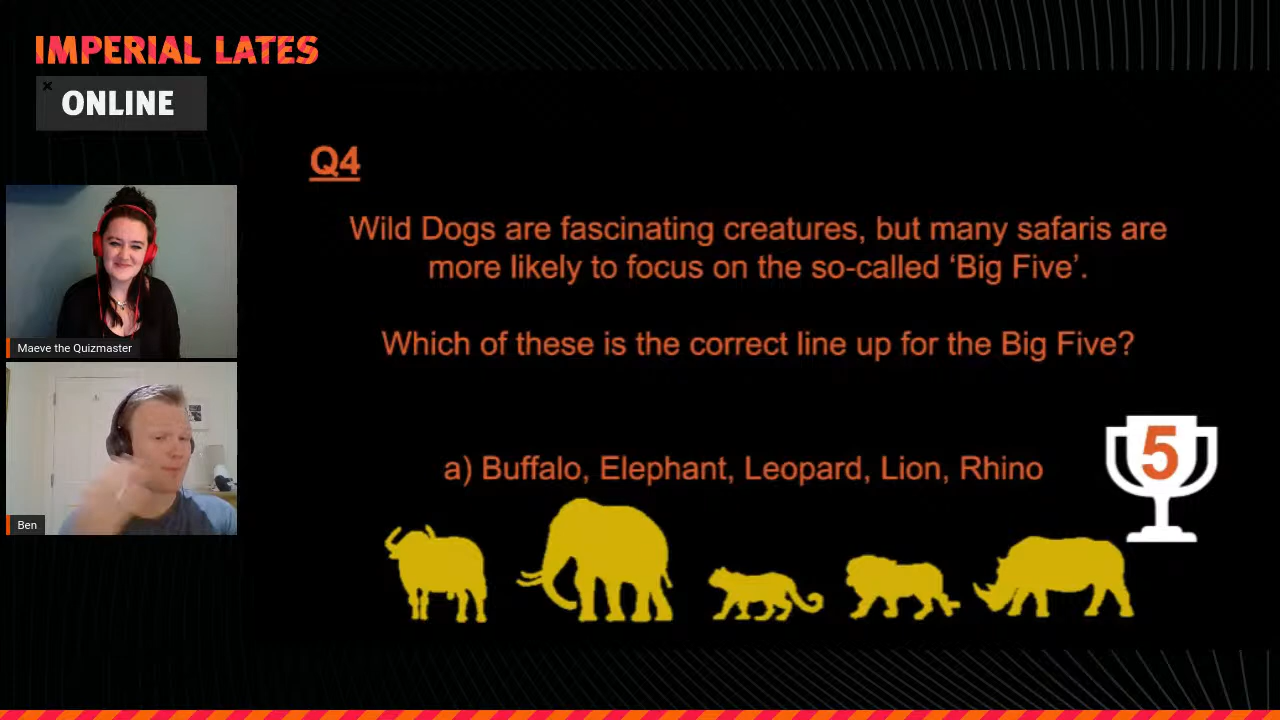 IMPERIAL LATES
ONLINE
Q4
Wild Dogs are fascinating creatures, but many safaris are
more likely to focus on the so-called ‘Big Five’.
Which of these is the correct line up for the Big Five?
a) Buffalo, Elephant, Leopard, Lion, Rhino
5
Maeve the Quizmaster
Ben